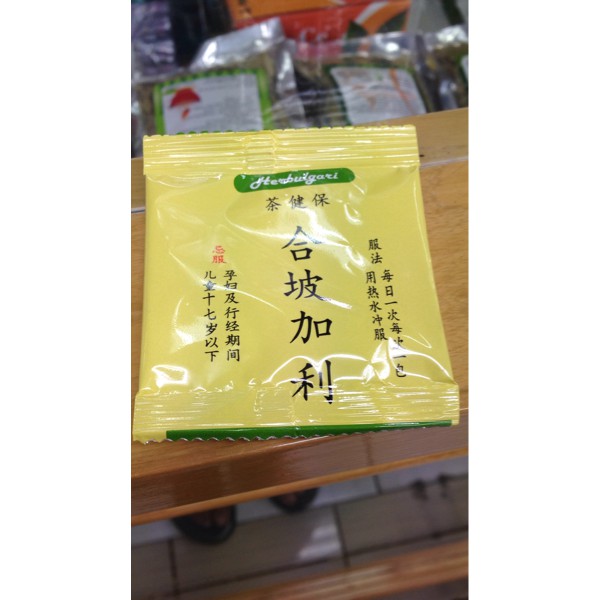 Herbulgari
茶健保
合坡加利
服法 每日一次每次一包
用热水冲服
忌服
孕妇及行经期间
儿童十七岁以下